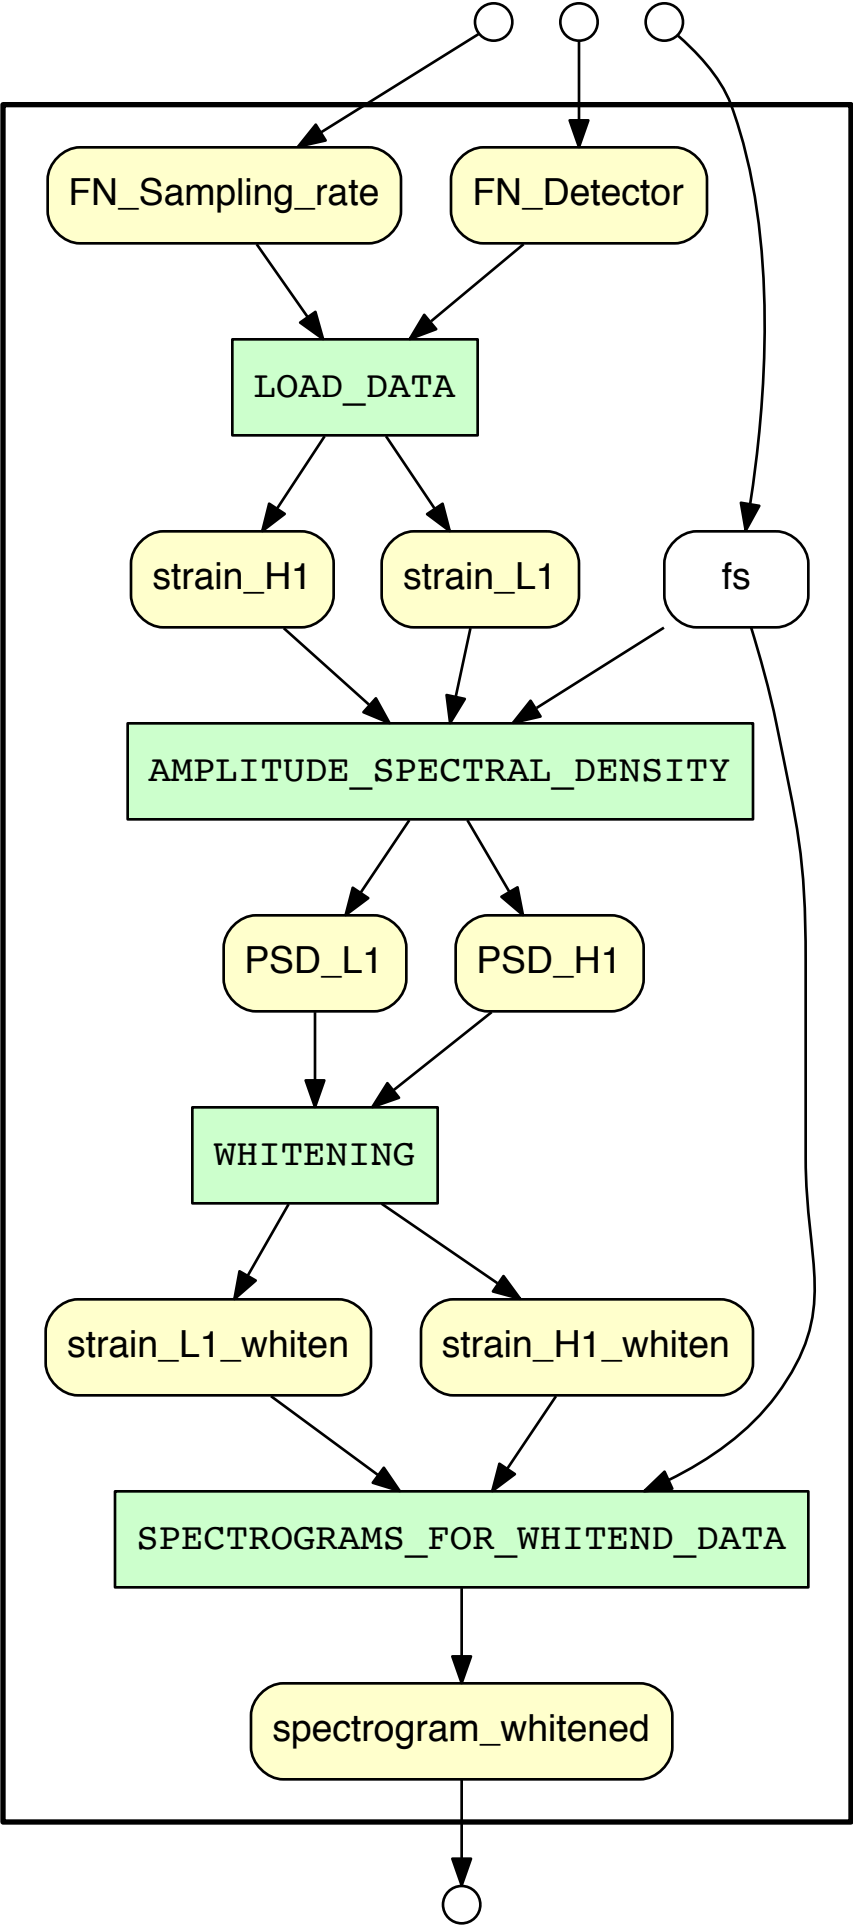 FN_Sampling_rate
FN_Detector
LOAD_DATA
strain_H1
strain_L1
fs
AMPLITUDE_SPECTRAL_DENSITY
PSD_L1
PSD_H1
WHITENING
strain_L1_whiten
strain_H1_whiten
SPECTROGRAMS_FOR_WHITEND_DATA
spectrogram_whitened